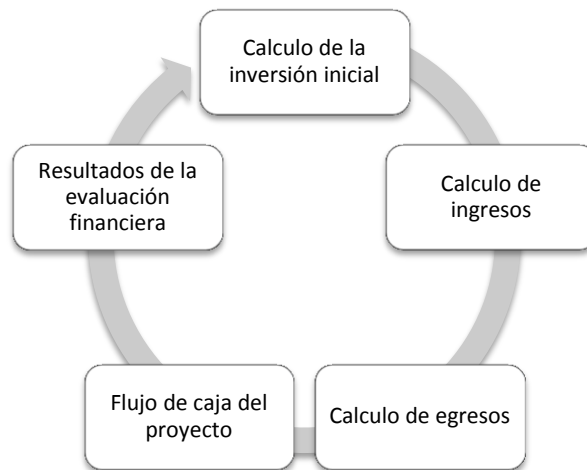 Calculo de la
inversión inicial
Calculo de
ingresos
Calculo de egresos
Flujo de caja del
proyecto
Resultados de la
evaluación
financiera